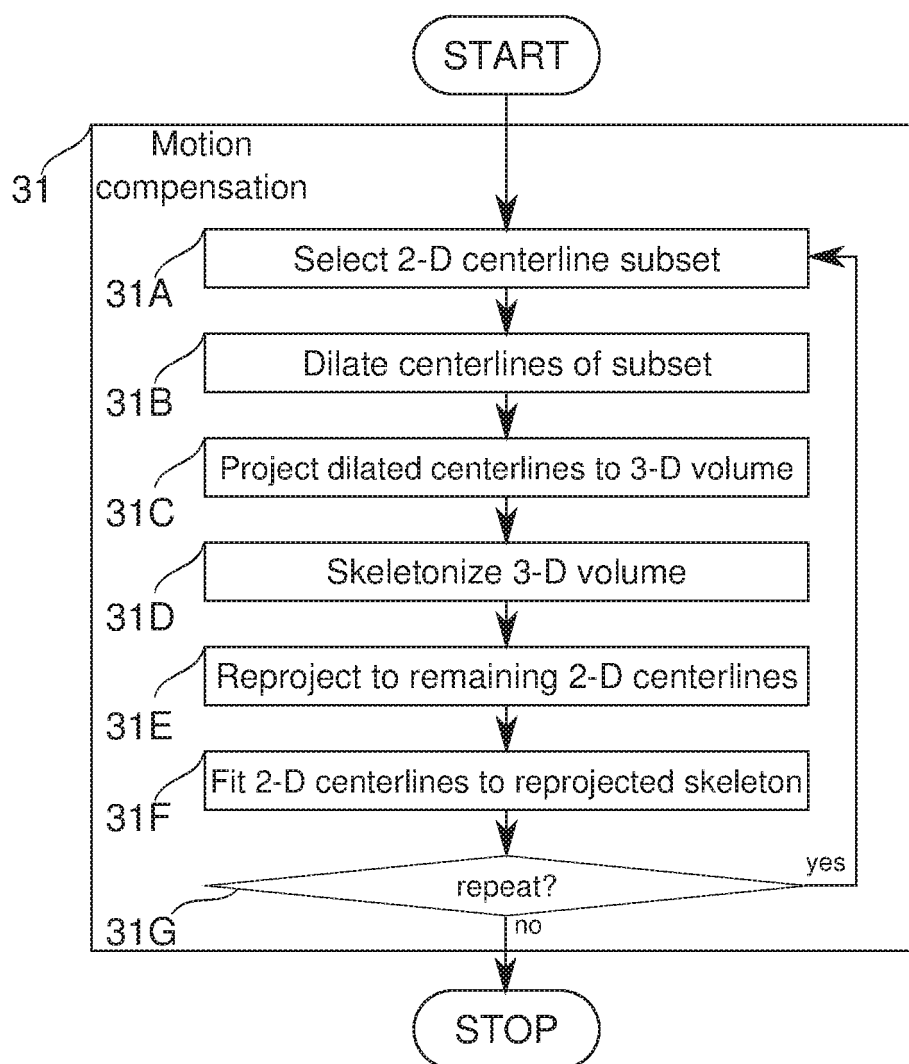 START
Motion
compensation
31
Select 2-D centerline subset
31A
Dilate centerlines of subset
31B
Project dilated centerlines to 3-D volume
31C
Skeletonize 3-D volume
31D
Reproject to remaining 2-D centerlines
31E
Fit 2-D centerlines to reprojected skeleton
31F
repeat?
yes
31G
no
STOP